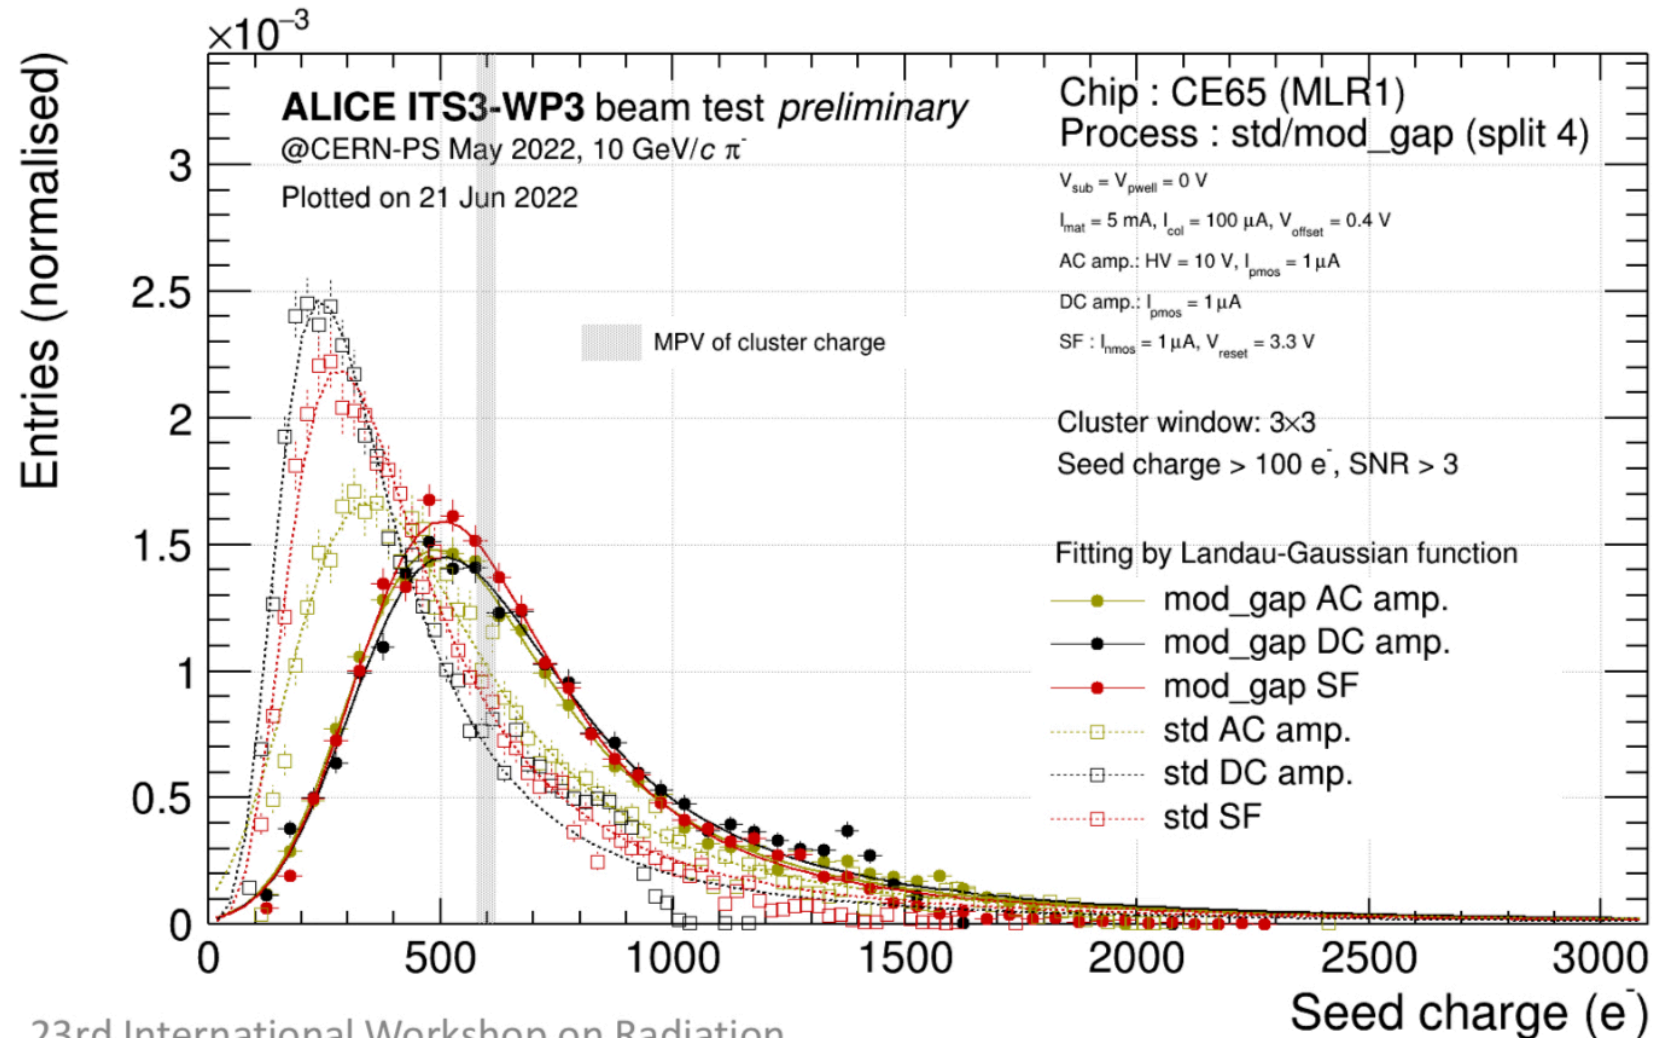 ×10⁻³
Entries (normalised)
ALICE ITS3-WP3 beam test preliminary
@CERN-PS May 2022, 10 GeV/c π⁻
Plotted on 21 Jun 2022
MPV of cluster charge
Chip : CE65 (MLR1)
Process : std/mod_gap (split 4)
V_sub = V_pwell = 0 V
I_mat = 5 mA, I_col = 100 μA, V_offset = 0.4 V
AC amp.: HV = 10 V, I_pmos = 1 μA
DC amp.: I_pmos = 1 μA
SF : I_nmos = 1 μA, V_reset = 3.3 V
Cluster window: 3×3
Seed charge > 100 e⁻, SNR > 3
Fitting by Landau-Gaussian function
mod_gap AC amp.
mod_gap DC amp.
mod_gap SF
std AC amp.
std DC amp.
std SF
3
2.5
2
1.5
1
0.5
0
0 500 1000 1500 2000 2500 3000
Seed charge (e⁻)
23rd International Workshop on Radiation